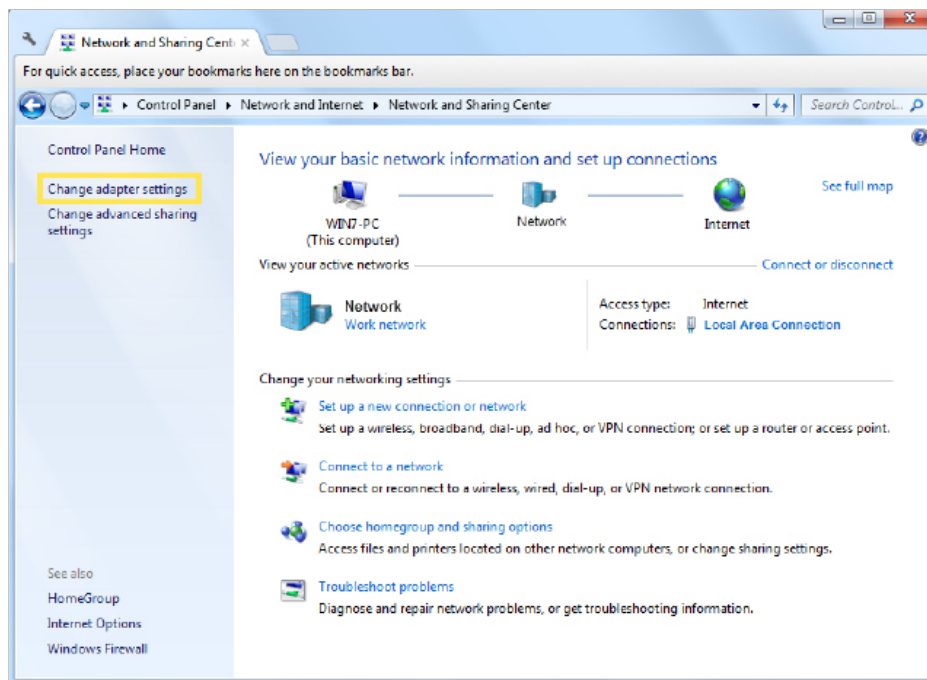 Network and Sharing Cent
For quick access, place your bookmarks here on the bookmarks bar.
Control Panel Network and Internet Network and Sharing Center Search Control...
Control Panel Home
Change adapter settings
Change advanced sharing
settings
See also
HomeGroup
Internet Options
Windows Firewall
View your basic network information and set up connections
See full map
WIN7-PC
(This computer)
Network
Internet
View your active networks
Connect or disconnect
Network
Work network
Access type: Internet
Connections: Local Area Connection
Change your networking settings
Set up a new connection or network
Set up a wireless, broadband, dial-up, ad hoc, or VPN connection; or set up a router or access point.
Connect to a network
Connect or reconnect to a wireless, wired, dial-up, or VPN network connection.
Choose homegroup and sharing options
Access files and printers located on other network computers, or change sharing settings.
Troubleshoot problems
Diagnose and repair network problems, or get troubleshooting information.